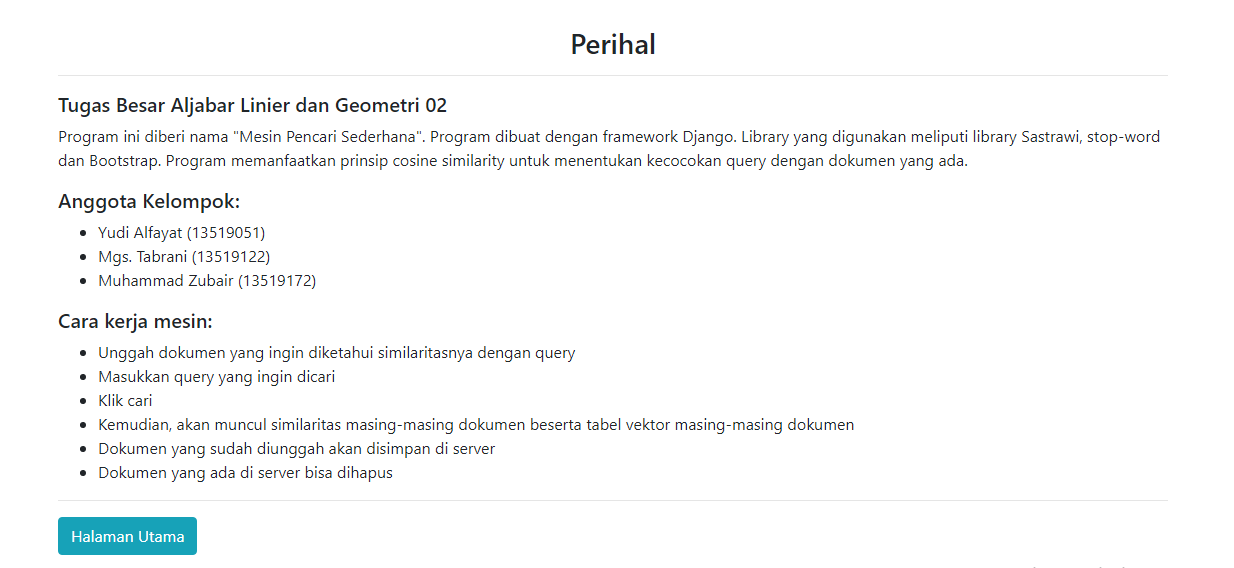 Perihal
Tugas Besar Aljabar Linier dan Geometri 02
Program ini diberi nama "Mesin Pencari Sederhana". Program dibuat dengan framework Django. Library yang digunakan meliputi library Sastrawi, stop-word
dan Bootstrap. Program memanfaatkan prinsip cosine similarity untuk menentukan kecocokan query dengan dokumen yang ada.
Anggota Kelompok:
• Yudi Alfayat (13519051)
• Mgs. Tabrani (13519122)
• Muhammad Zubair (13519172)
Cara kerja mesin:
• Unggah dokumen yang ingin diketahui similaritasnya dengan query
• Masukkan query yang ingin dicari
• Klik cari
• Kemudian, akan muncul similaritas masing-masing dokumen beserta tabel vektor masing-masing dokumen
• Dokumen yang sudah diunggah akan disimpan di server
• Dokumen yang ada di server bisa dihapus
Halaman Utama